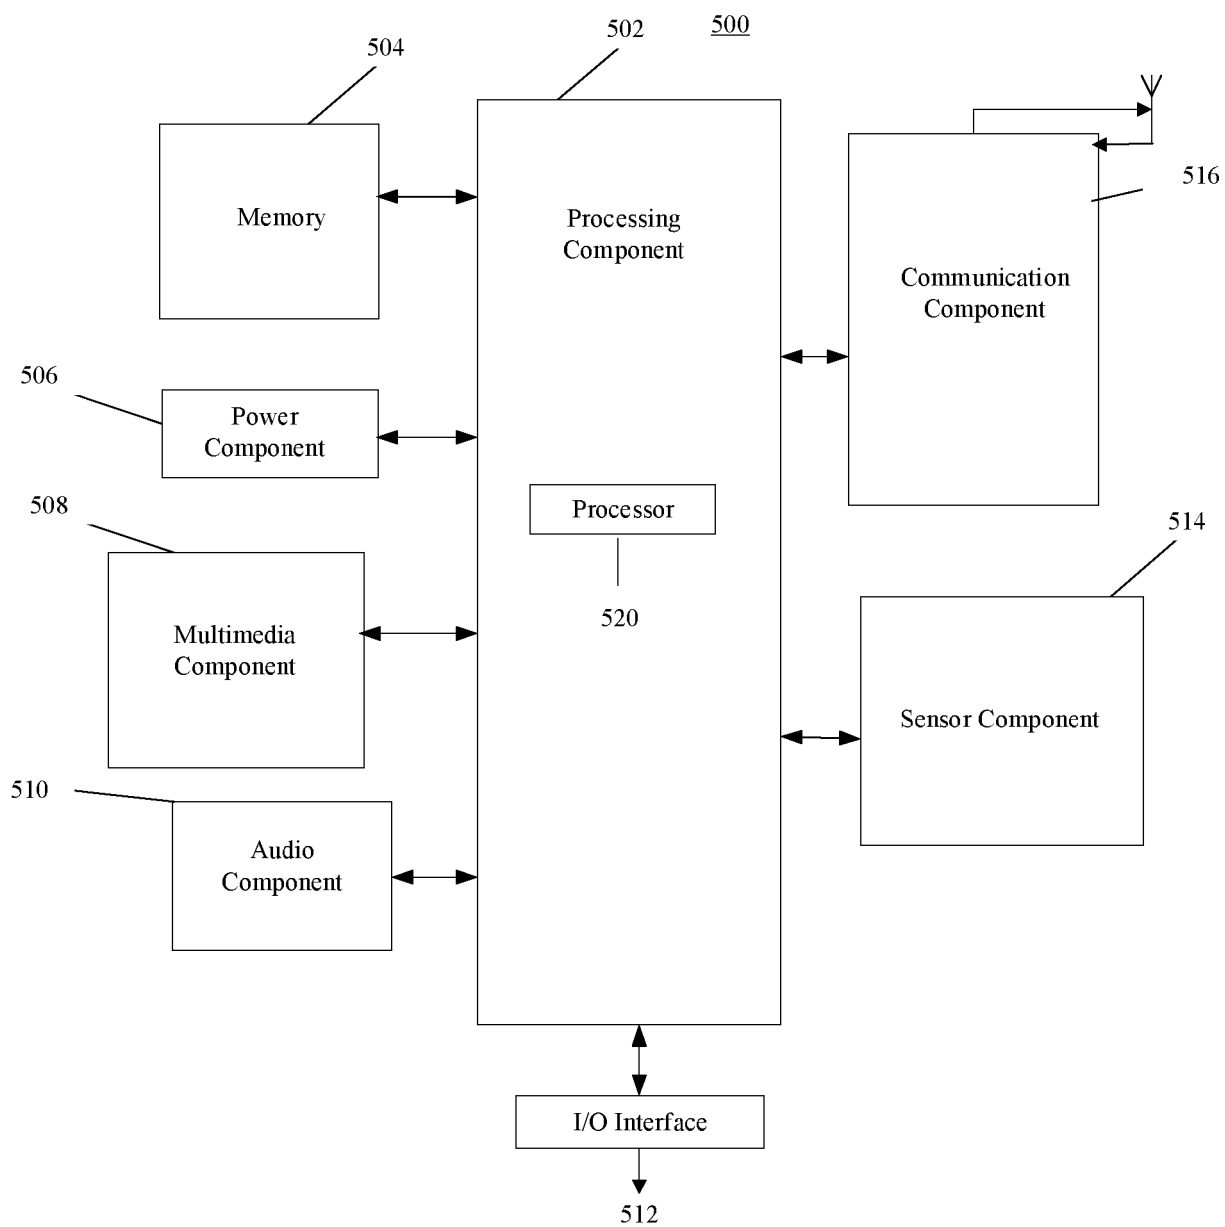 500
502
504
Memory
Processing
Component
516
Communication
Component
506
Power
Component
508
Processor
514
520
Multimedia
Component
Sensor Component
510
Audio
Component
I/O Interface
512